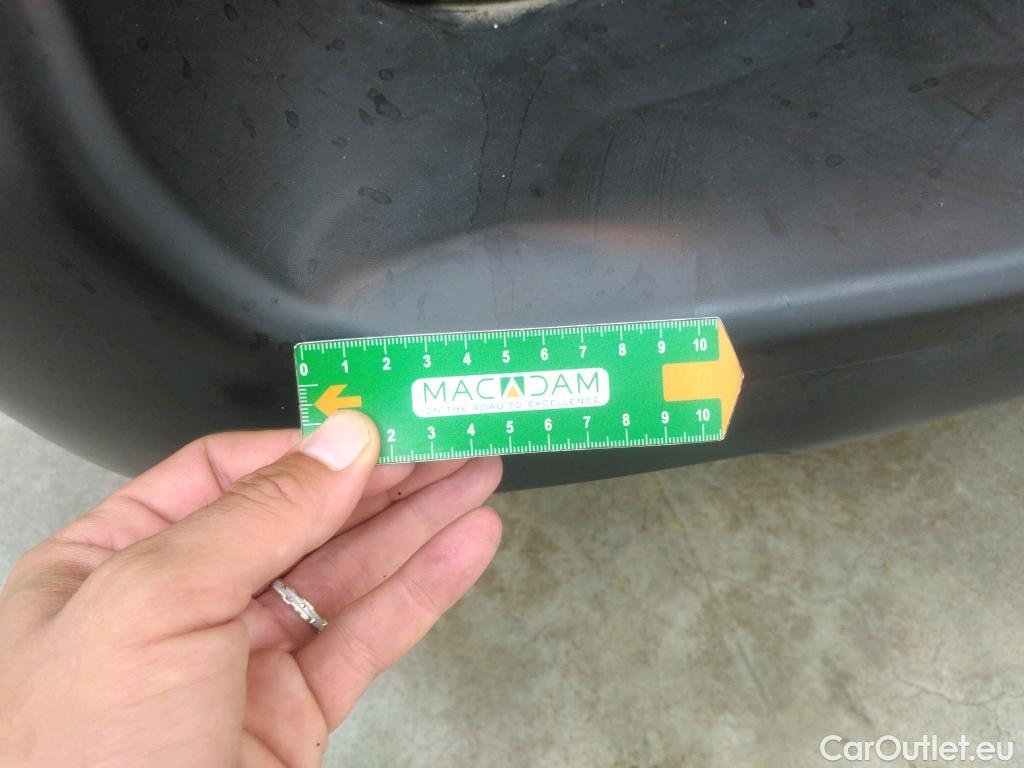 0 1 2 3 4 5 6 7 8 9 10
MACADAM
ON THE ROAD TO EXCELLENCE
2 3 4 5 6 7 8 9 10
CarOutlet.eu